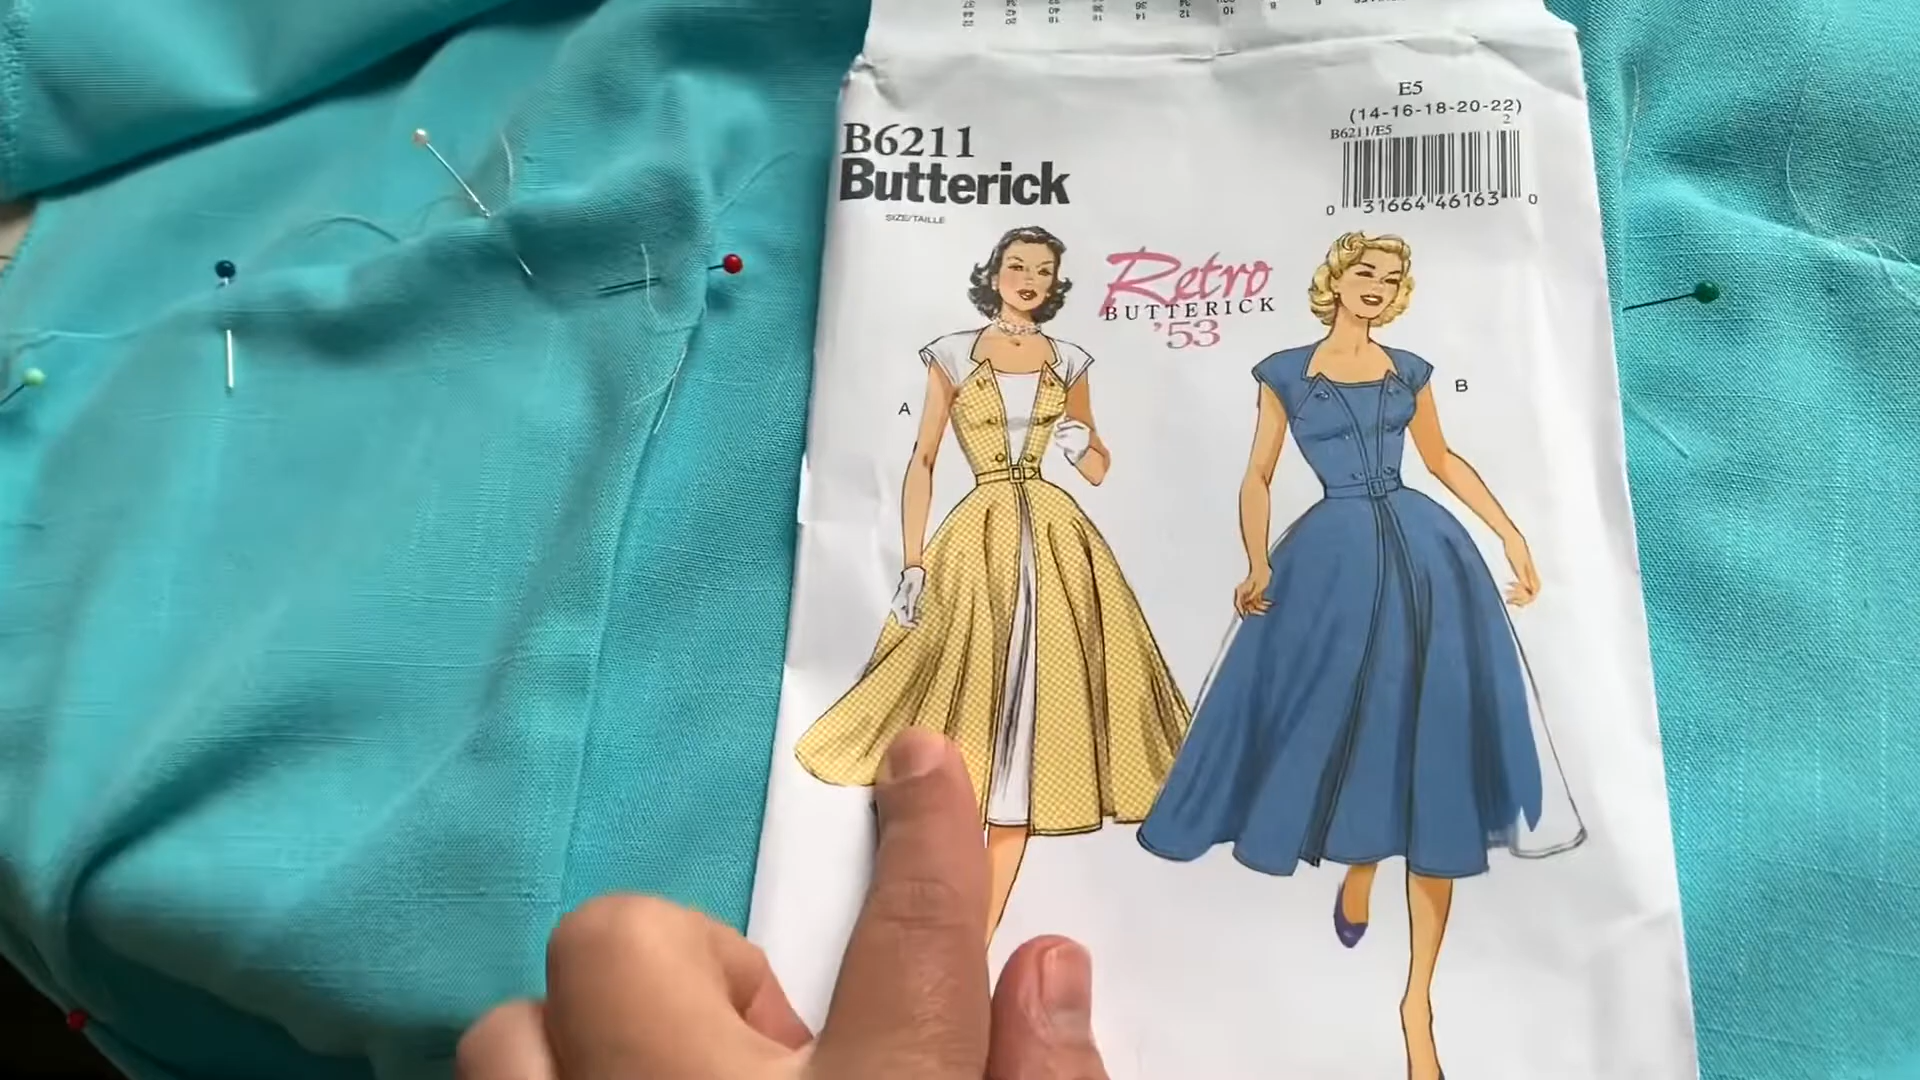 E5
(14-16-18-20-22)
B6211/E5
2
0 31664 46163 0
B6211
Butterick
SIZE/TAILLE
Retro
BUTTERICK
'53
A
B